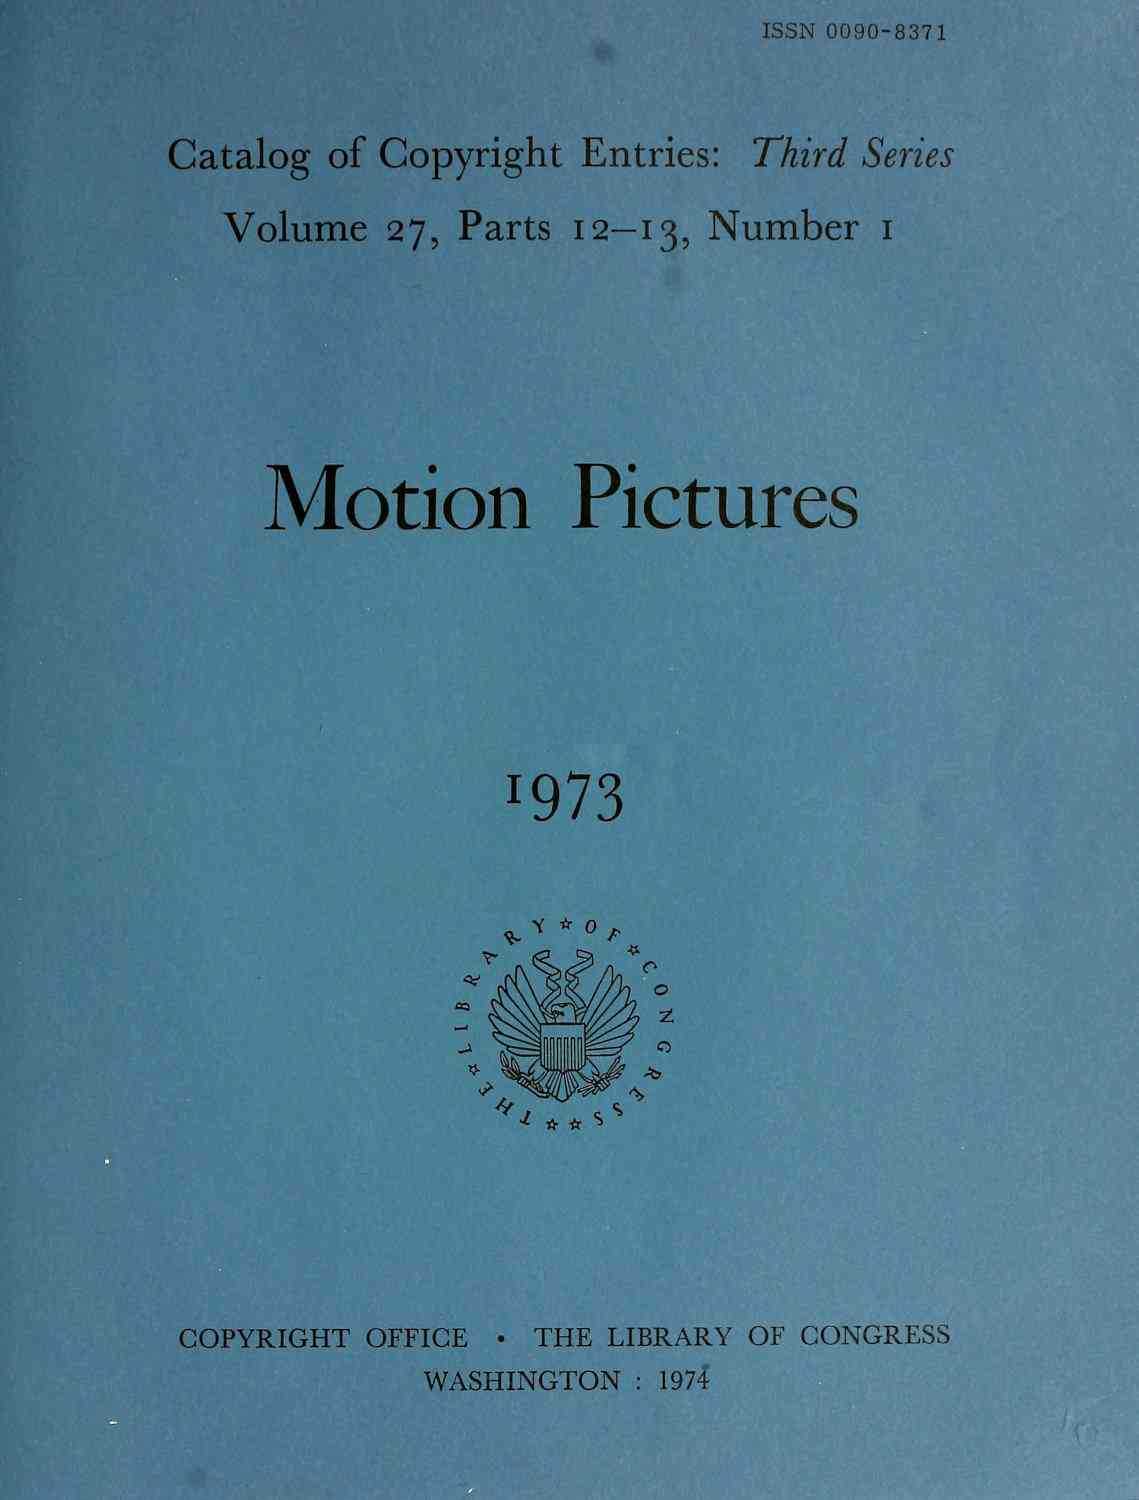 ISSN 0090-8371
Catalog of Copyright Entries: Third Series
Volume 27, Parts 12–13, Number 1
Motion Pictures
1973
THE ☆ LIBRARY ☆ OF ☆ CONGRESS ☆ ☆
COPYRIGHT OFFICE • THE LIBRARY OF CONGRESS
WASHINGTON : 1974